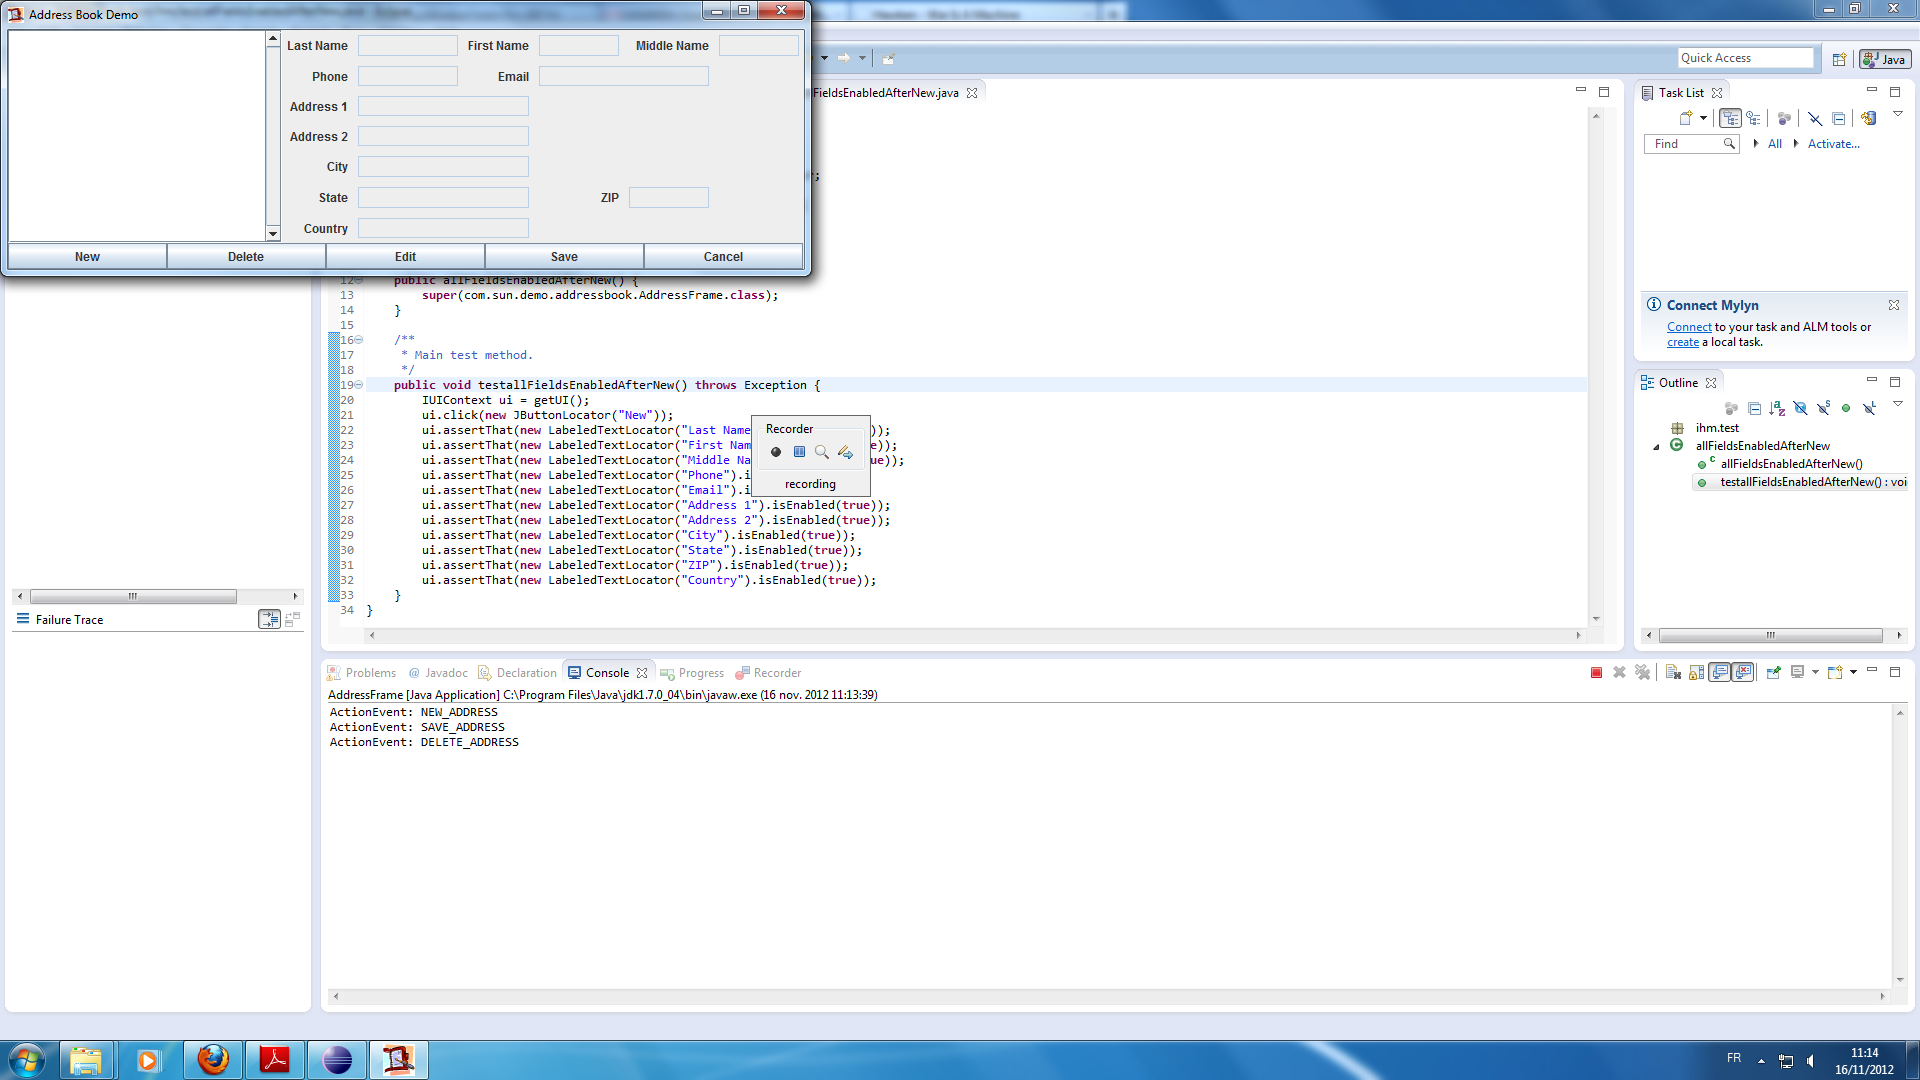 Address Book Demo
Last Name First Name Middle Name
Phone Email
Address 1
Address 2
City
State ZIP
Country
New Delete Edit Save Cancel
Quick Access
Java
FieldsEnabledAfterNew.java
;
12 public allFieldsEnabledAfterNew() {
13 super(com.sun.demo.addressbook.AddressFrame.class);
14 }
15
16 /**
17 * Main test method.
18 */
19 public void testallFieldsEnabledAfterNew() throws Exception {
20 IUIContext ui = getUI();
21 ui.click(new JButtonLocator("New"));
22 ui.assertThat(new LabeledTextLocator("Last Name ));
23 ui.assertThat(new LabeledTextLocator("First Nam e));
24 ui.assertThat(new LabeledTextLocator("Middle Na ue));
25 ui.assertThat(new LabeledTextLocator("Phone").i
26 ui.assertThat(new LabeledTextLocator("Email").i
27 ui.assertThat(new LabeledTextLocator("Address 1").isEnabled(true));
28 ui.assertThat(new LabeledTextLocator("Address 2").isEnabled(true));
29 ui.assertThat(new LabeledTextLocator("City").isEnabled(true));
30 ui.assertThat(new LabeledTextLocator("State").isEnabled(true));
31 ui.assertThat(new LabeledTextLocator("ZIP").isEnabled(true));
32 ui.assertThat(new LabeledTextLocator("Country").isEnabled(true));
33 }
34 }
Recorder
recording
Failure Trace
Task List
Find All Activate...
Connect Mylyn
Connect to your task and ALM tools or
create a local task.
Outline
ihm.test
allFieldsEnabledAfterNew
allFieldsEnabledAfterNew()
testallFieldsEnabledAfterNew() : voi
Problems @ Javadoc Declaration Console Progress Recorder
AddressFrame [Java Application] C:\Program Files\Java\jdk1.7.0_04\bin\javaw.exe (16 nov. 2012 11:13:39)
ActionEvent: NEW_ADDRESS
ActionEvent: SAVE_ADDRESS
ActionEvent: DELETE_ADDRESS
FR
11:14
16/11/2012